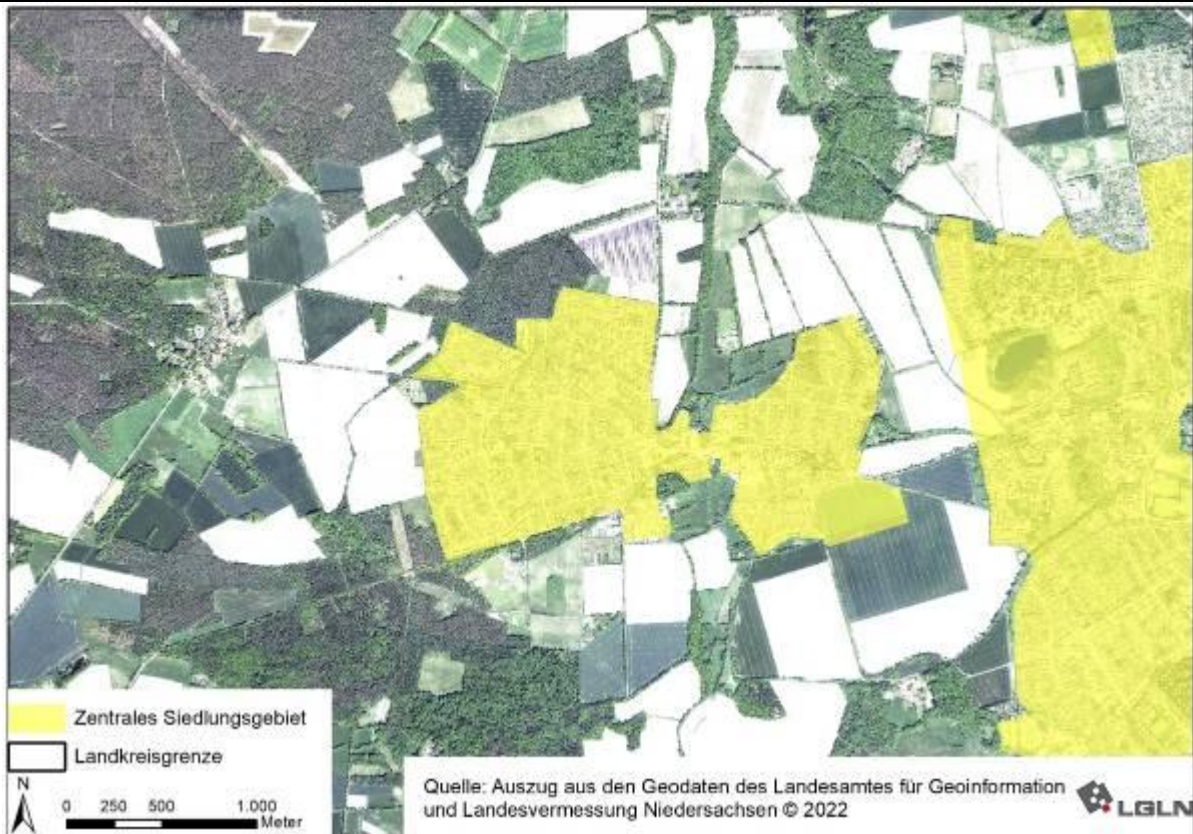 Zentrales Siedlungsgebiet
Landkreisgrenze
N
0 250 500 1.000
Meter
Quelle: Auszug aus den Geodaten des Landesamtes für Geoinformation
und Landesvermessung Niedersachsen © 2022
LGLN